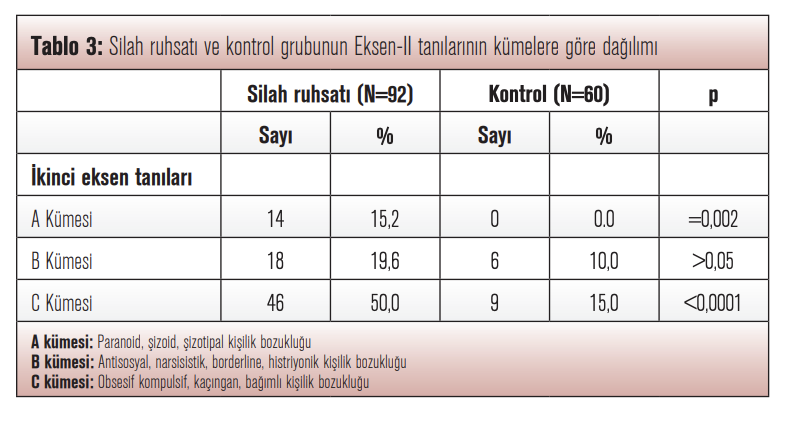 Tablo 3: Silah ruhsatı ve kontrol grubunun Eksen-II tanılarının kümelere göre dağılımı
Silah ruhsatı (N=92) Kontrol (N=60) p
Sayı % Sayı %
İkinci eksen tanıları
A Kümesi 14 15,2 0 0.0 =0,002
B Kümesi 18 19,6 6 10,0 >0,05
C Kümesi 46 50,0 9 15,0 <0,0001
A kümesi: Paranoid, şizoid, şizotipal kişilik bozukluğu
B kümesi: Antisosyal, narsisistik, borderline, histriyonik kişilik bozukluğu
C kümesi: Obsesif kompulsif, kaçıngan, bağımlı kişilik bozukluğu